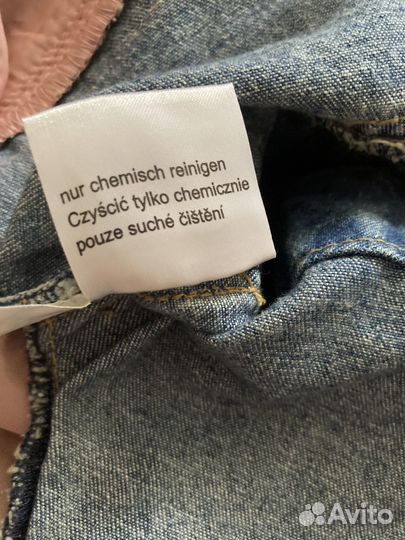 nur chemisch reinigen
Czyścić tylko chemicznie
pouze suché čištění
Avito